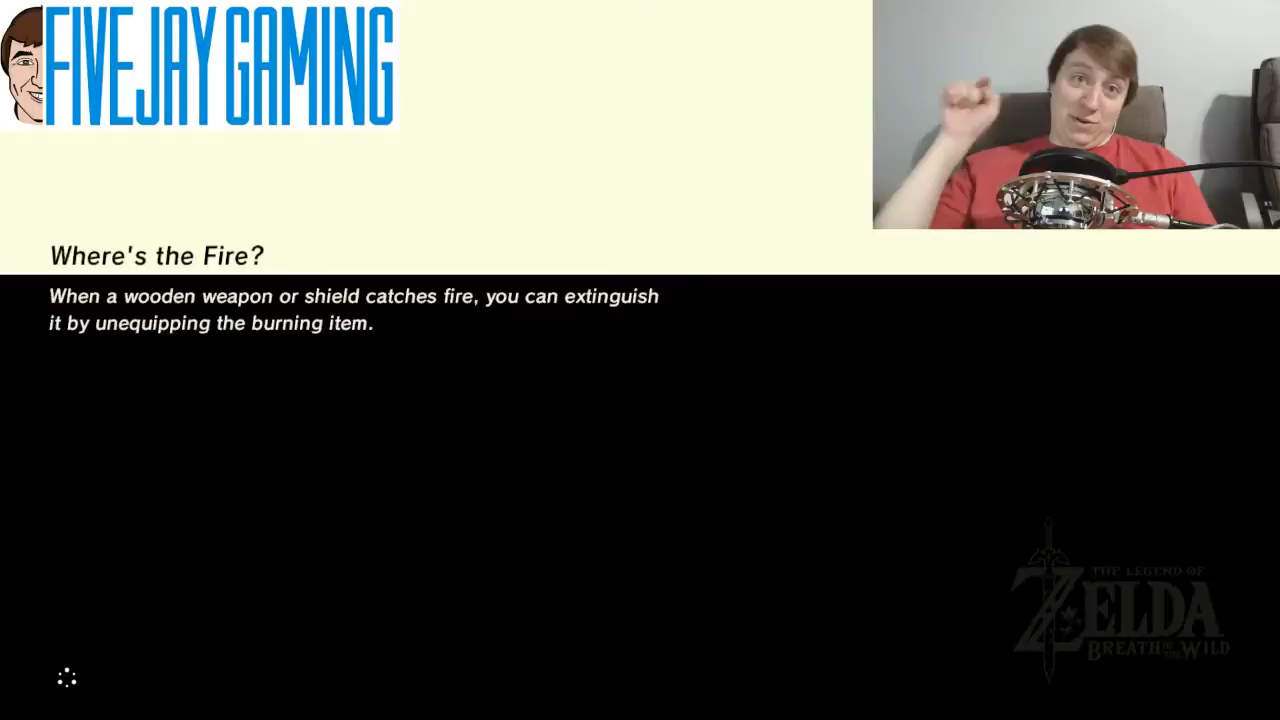 FIVEJAY GAMING
Where's the Fire?
When a wooden weapon or shield catches fire, you can extinguish
it by unequipping the burning item.
THE LEGEND OF
ZELDA
BREATH OF THE WILD